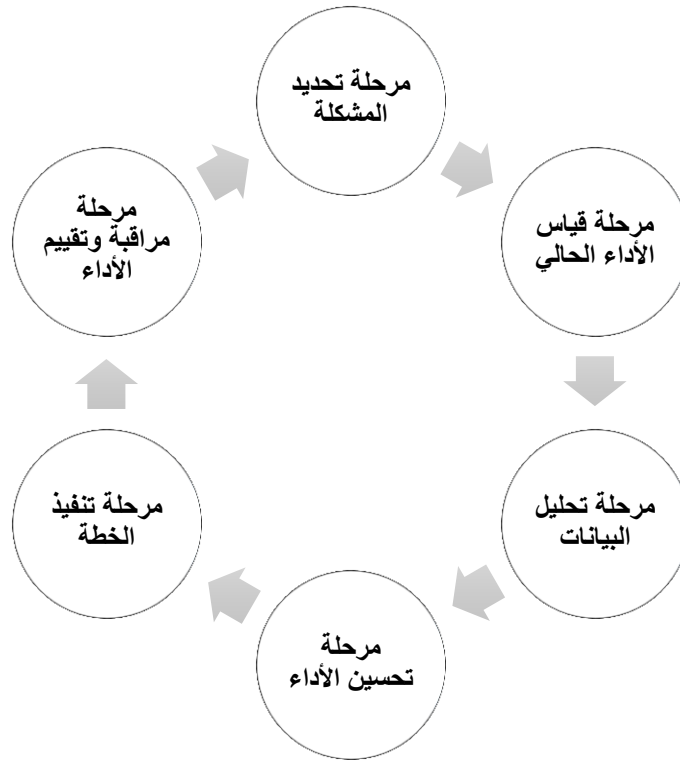 مرحلة تحديد
المشكلة
مرحلة قياس
الأداء الحالي
مرحلة تحليل
البيانات
مرحلة
تحسين الأداء
مرحلة تنفيذ
الخطة
مرحلة
مراقبة وتقييم
الأداء